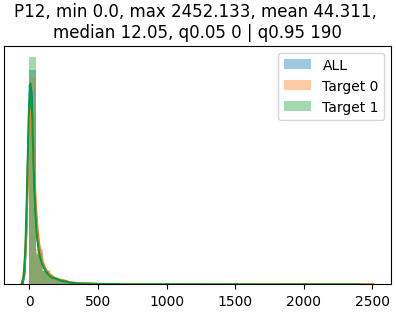 P12, min 0.0, max 2452.133, mean 44.311,
median 12.05, q0.05 0 | q0.95 190
ALL
Target 0
Target 1
0 500 1000 1500 2000 2500